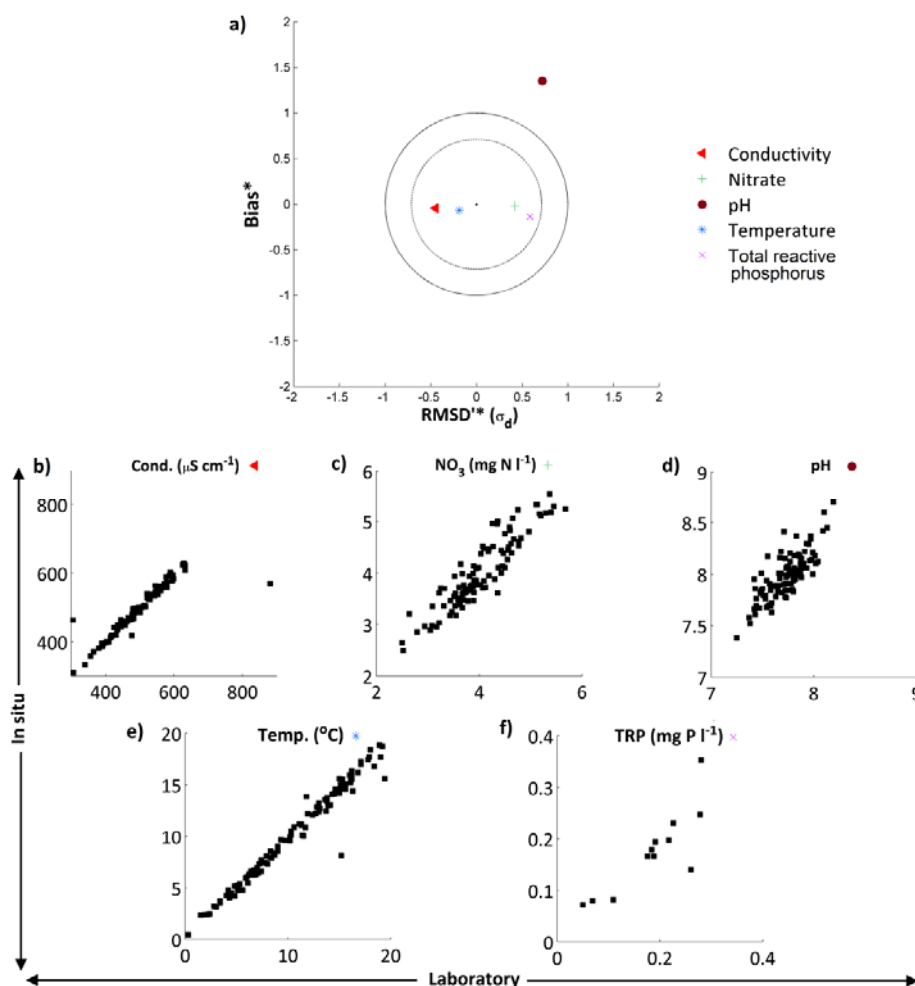 a)
2
1.5
1
0.5
0
-0.5
-1
-1.5
-2
Bias*
-2 -1.5 -1 -0.5 0 0.5 1 1.5 2
RMSD'* (σd)
Conductivity
Nitrate
pH
Temperature
Total reactive
phosphorus
b) Cond. (μS cm⁻¹)
800
600
400
400 600 800
c) NO₃ (mg N l⁻¹)
6
5
4
3
2
2 4 6
d) pH
9
8.5
8
7.5
7
7 8 9
In situ
e) Temp. (°C)
20
15
10
5
0
0 10 20
f) TRP (mg P l⁻¹)
0.4
0.3
0.2
0.1
0
0 0.2 0.4
Laboratory